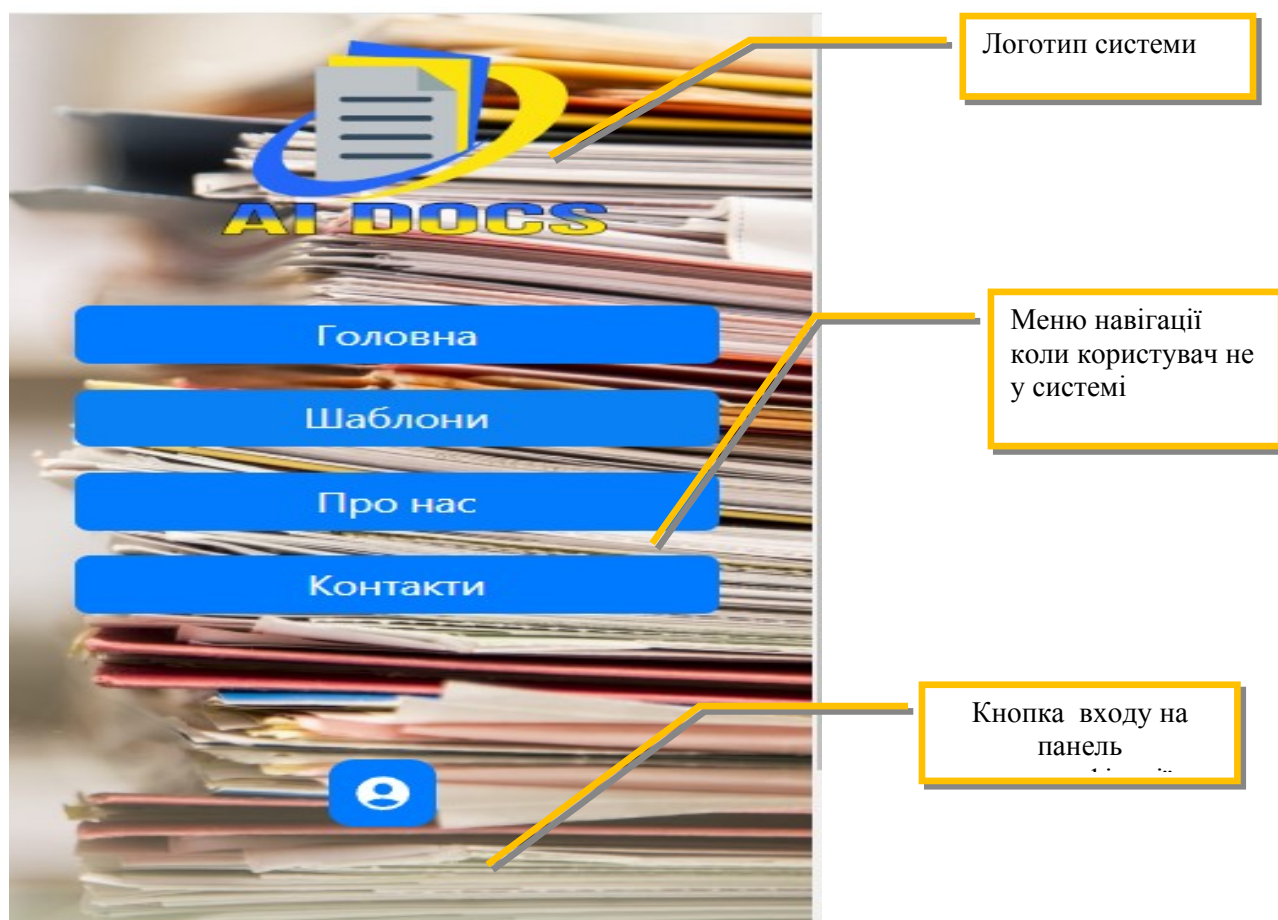 Логотип системи
AI DOCS
Головна
Меню навігації
коли користувач не
у системі
Шаблони
Про нас
Контакти
Кнопка входу на
панель